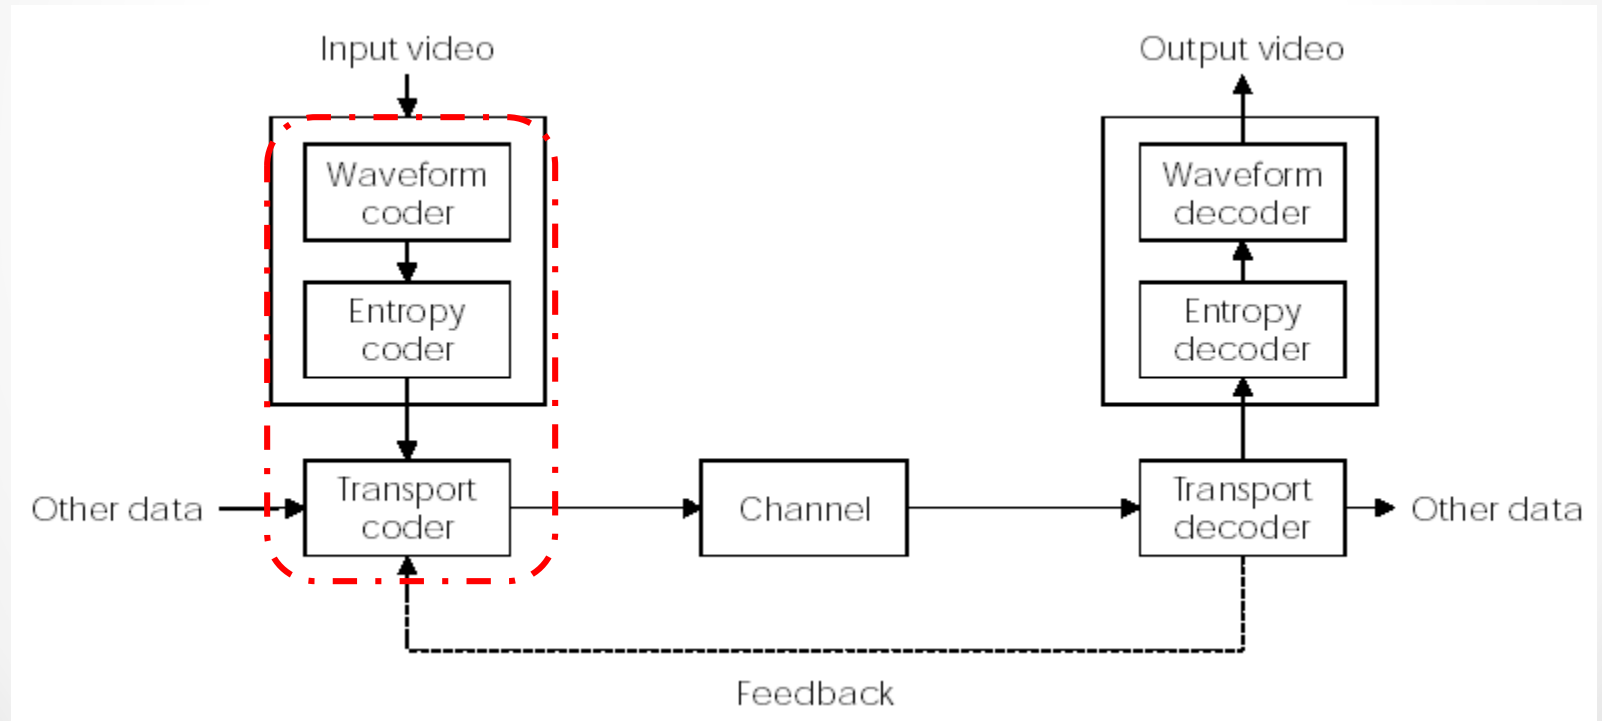 Input video
Output video
Waveform
coder
Waveform
decoder
Entropy
coder
Entropy
decoder
Other data
Transport
coder
Channel
Transport
decoder
Other data
Feedback